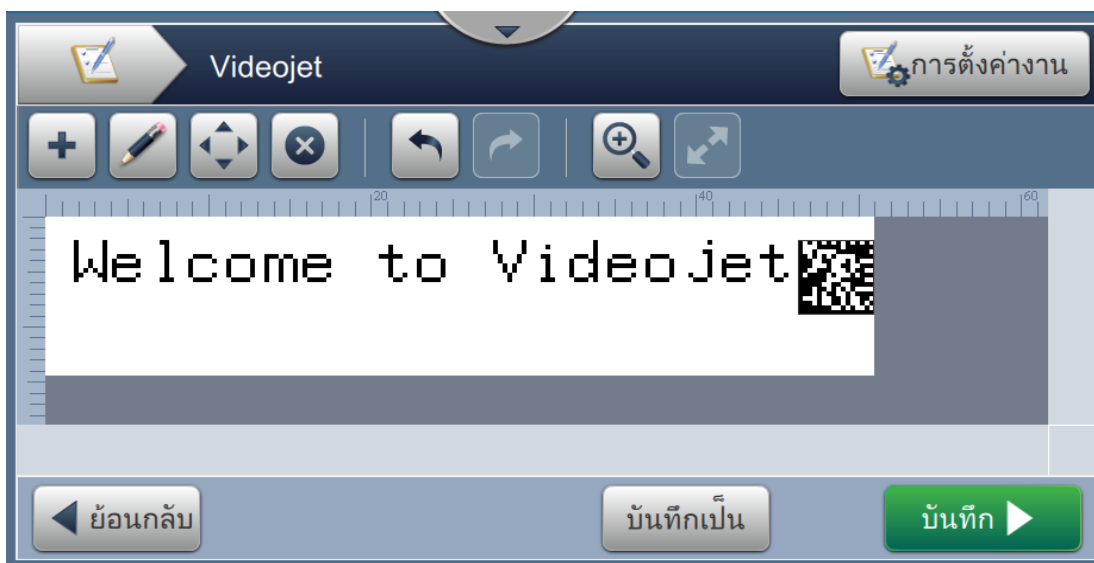 Videojet
การตั้งค่างาน
20 40 60
Welcome to Videojet
ย้อนกลับ
บันทึกเป็น
บันทึก